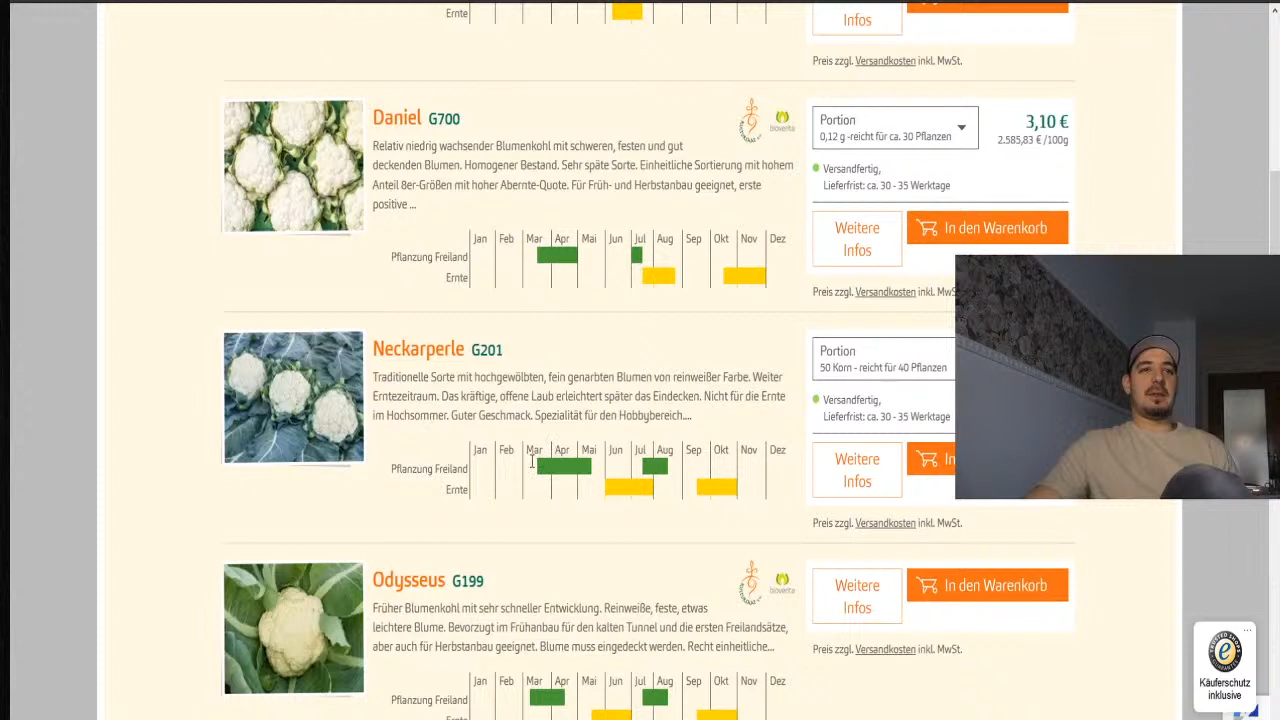 Ernte
Infos
Preis zzgl. Versandkosten inkl. MwSt.
Daniel G700
bioverita
Relativ niedrig wachsender Blumenkohl mit schweren, festen und gut
deckenden Blumen. Homogener Bestand. Sehr späte Sorte. Einheitliche Sortierung mit hohem
Anteil 8er-Größen mit hoher Abernte-Quote. Für Früh- und Herbstanbau geeignet, erste
positive ...
Jan Feb Mar Apr Mai Jun Jul Aug Sep Okt Nov Dez
Pflanzung Freiland
Ernte
Portion
0,12 g -reicht für ca. 30 Pflanzen
3,10 €
2.585,83 € /100g
Versandfertig,
Lieferfrist: ca. 30 - 35 Werktage
Weitere
Infos
In den Warenkorb
Preis zzgl. Versandkosten inkl. MwS
Neckarperle G201
Traditionelle Sorte mit hochgewölbten, fein genarbten Blumen von reinweißer Farbe. Weiter
Erntezeitraum. Das kräftige, offene Laub erleichtert später das Eindecken. Nicht für die Ernte
im Hochsommer. Guter Geschmack. Spezialität für den Hobbybereich....
Jan Feb Mar Apr Mai Jun Jul Aug Sep Okt Nov Dez
Pflanzung Freiland
Ernte
Portion
50 Korn - reicht für 40 Pflanzen
Versandfertig,
Lieferfrist: ca. 30 - 35 Werktage
Weitere
Infos
In
Preis zzgl. Versandkosten inkl. MwSt.
Odysseus G199
bioverita
Früher Blumenkohl mit sehr schneller Entwicklung. Reinweiße, feste, etwas
leichtere Blume. Bevorzugt im Frühanbau für den kalten Tunnel und die ersten Freilandsätze,
aber auch für Herbstanbau geeignet. Blume muss eingedeckt werden. Recht einheitliche...
Jan Feb Mar Apr Mai Jun Jul Aug Sep Okt Nov Dez
Pflanzung Freiland
Ernte
Weitere
Infos
In den Warenkorb
Preis zzgl. Versandkosten inkl. MwSt.
Käuferschutz
inklusive